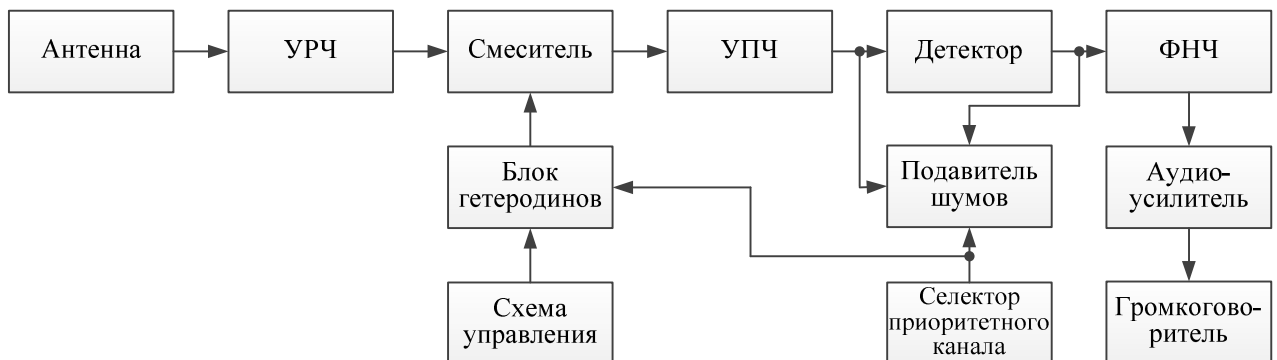 Антенна
УРЧ
Смеситель
УПЧ
Детектор
ФНЧ
Блок
гетеродинов
Подавитель
шумов
Аудио-
усилитель
Схема
управления
Селектор
приоритетного
канала
Громкогово-
ритель